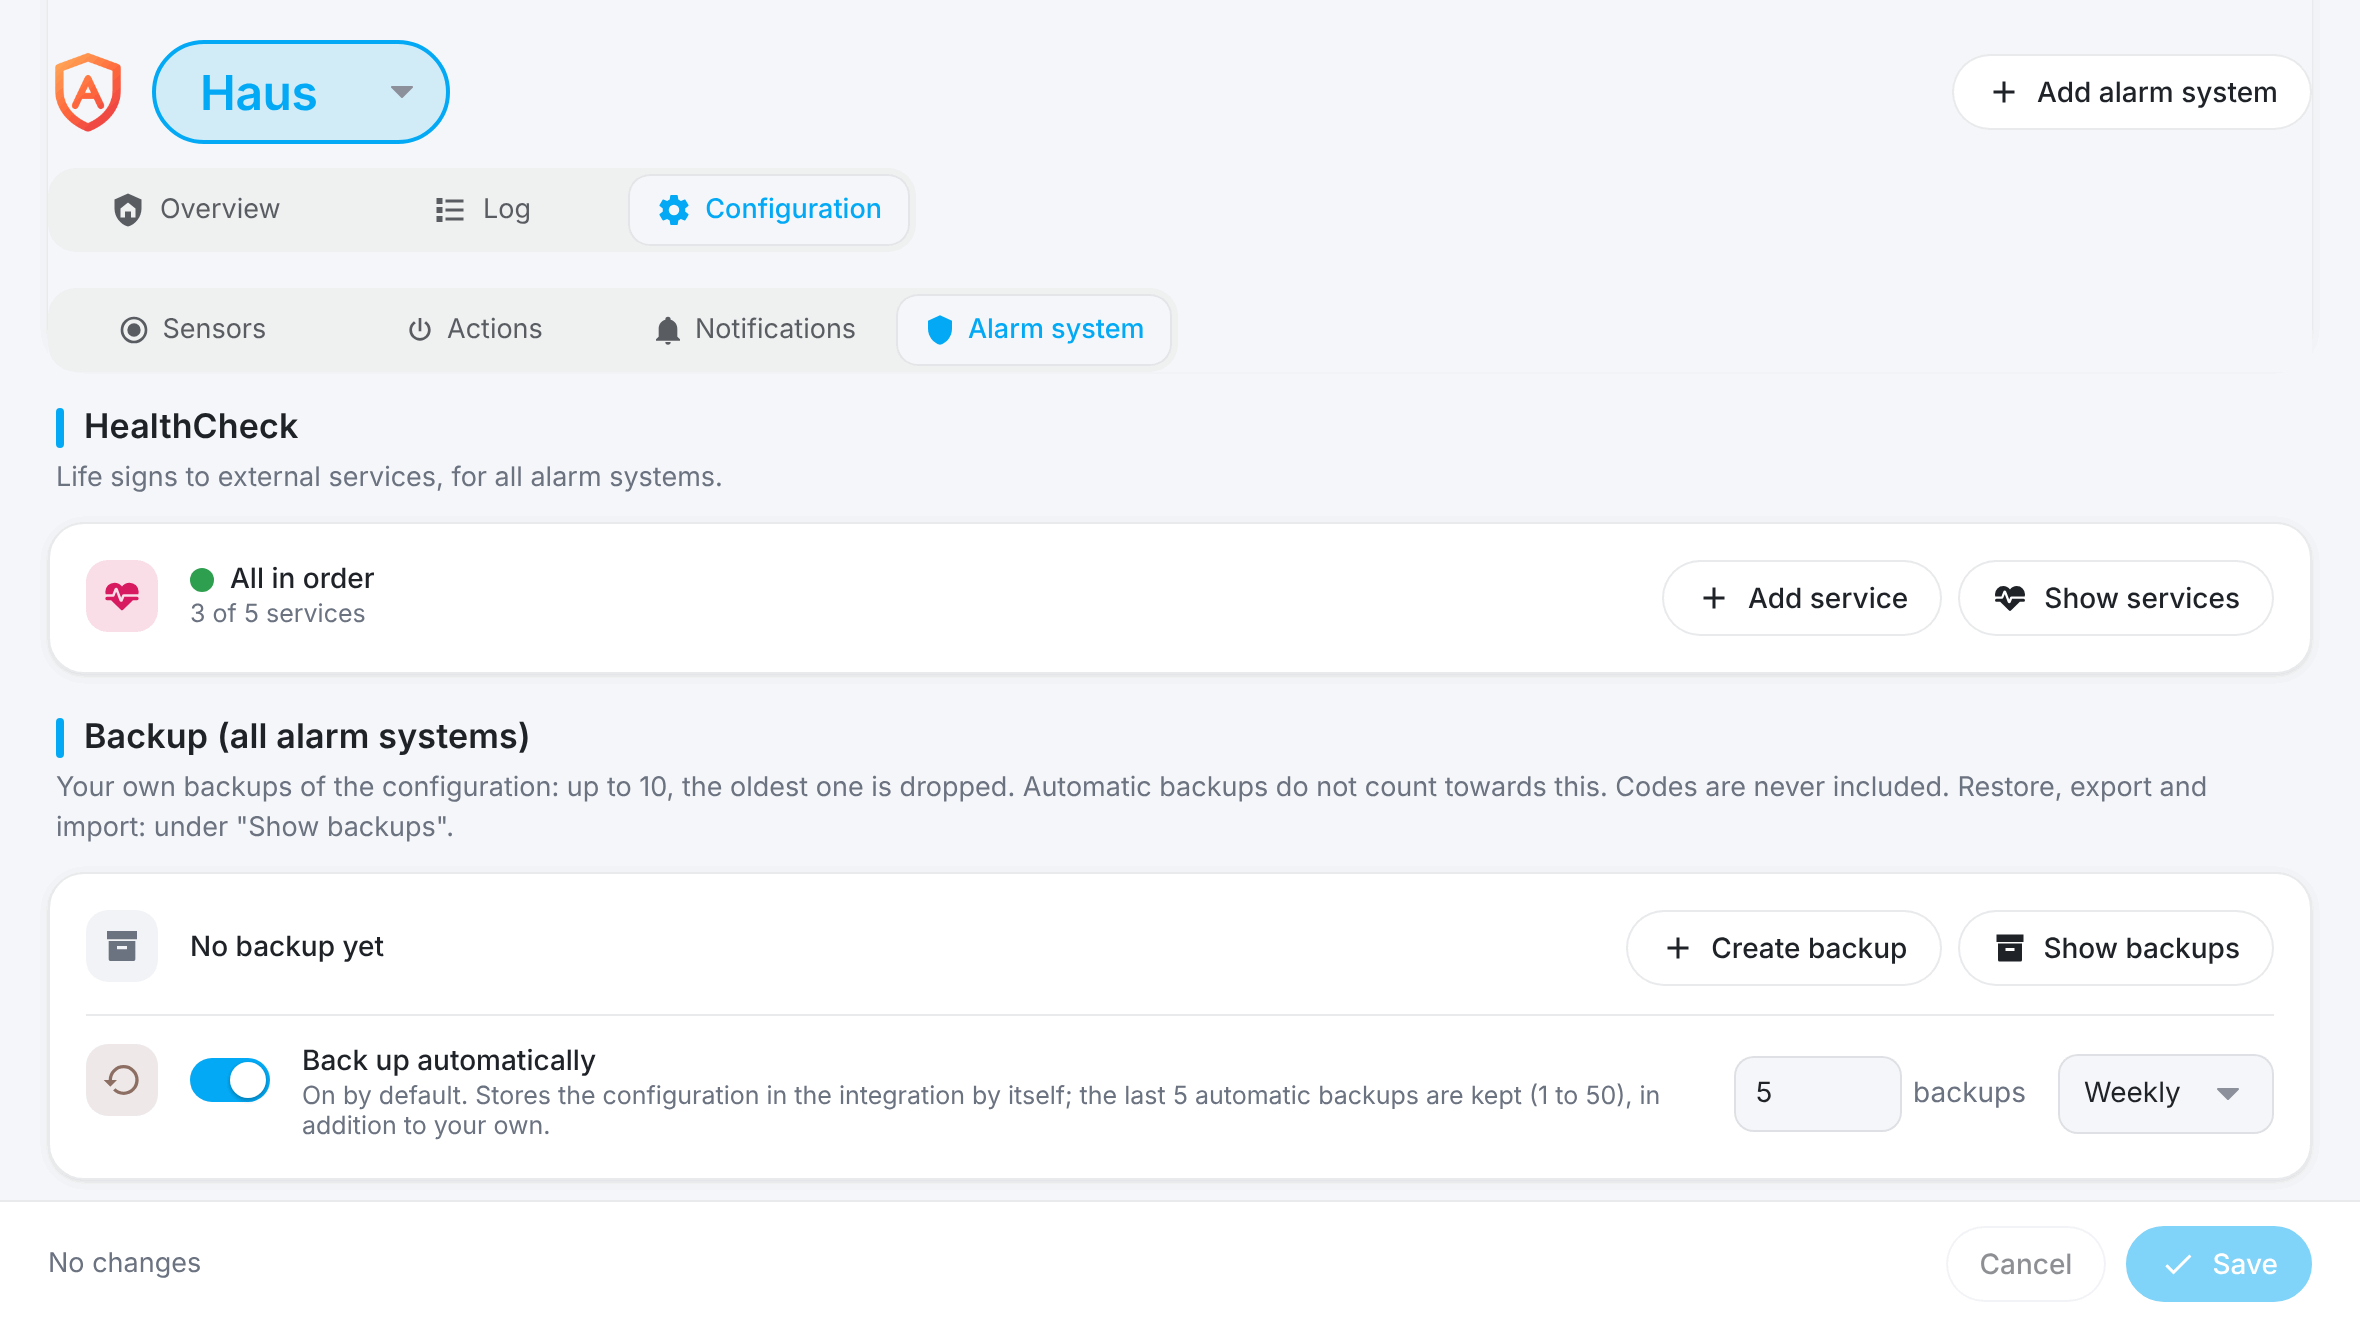 Haus
Add alarm system
Overview
Log
Configuration
Sensors
Actions
Notifications
Alarm system
HealthCheck
Life signs to external services, for all alarm systems.
All in order
3 of 5 services
Add service
Show services
Backup (all alarm systems)
Your own backups of the configuration: up to 10, the oldest one is dropped. Automatic backups do not count towards this. Codes are never included. Restore, export and
import: under "Show backups".
No backup yet
Create backup
Show backups
Back up automatically
On by default. Stores the configuration in the integration by itself; the last 5 automatic backups are kept (1 to 50), in
addition to your own.
5
backups
Weekly
No changes
Cancel
Save